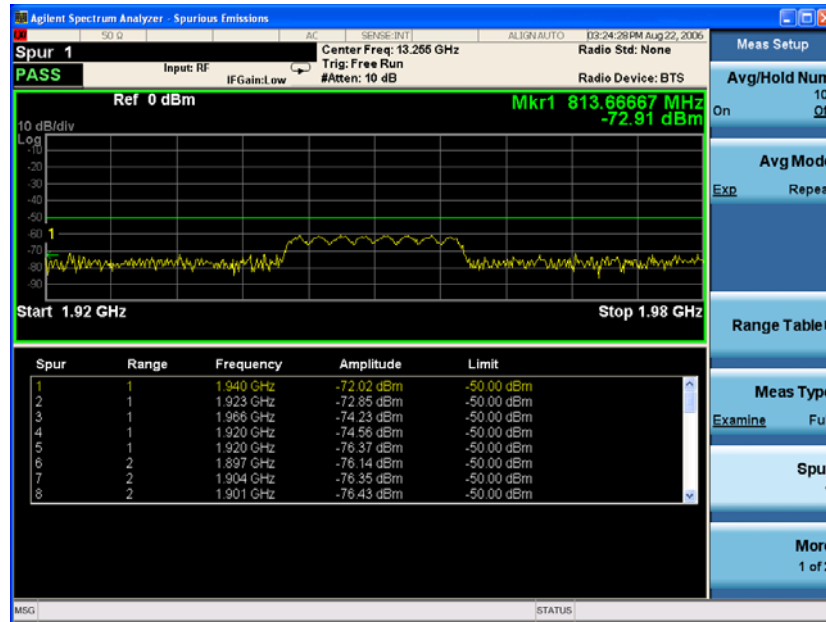 Agilent Spectrum Analyzer - Spurious Emissions
50 Ω AC SENSE:INT ALIGN AUTO 03:24:28 PM Aug 22, 2006
Spur 1 Center Freq: 13.255 GHz Radio Std: None
Trig: Free Run
PASS Input: RF IFGain:Low #Atten: 10 dB Radio Device: BTS
Ref 0 dBm Mkr1 813.66667 MHz
-72.91 dBm
10 dB/div
Log
-10
-20
-30
-40
-50
-60 1
-70
-80
-90
Start 1.92 GHz Stop 1.98 GHz
Spur Range Frequency Amplitude Limit
1 1 1.940 GHz -72.02 dBm -50.00 dBm
2 1 1.923 GHz -72.85 dBm -50.00 dBm
3 1 1.966 GHz -74.23 dBm -50.00 dBm
4 1 1.920 GHz -74.56 dBm -50.00 dBm
5 1 1.920 GHz -76.37 dBm -50.00 dBm
6 2 1.897 GHz -76.14 dBm -50.00 dBm
7 2 1.904 GHz -76.35 dBm -50.00 dBm
8 2 1.901 GHz -76.43 dBm -50.00 dBm
MSG STATUS
Meas Setup
Avg/Hold Num
10
On
Avg Mode
Exp Repea
Range Table
Meas Type
Examine Fu
Spu
More
1 of